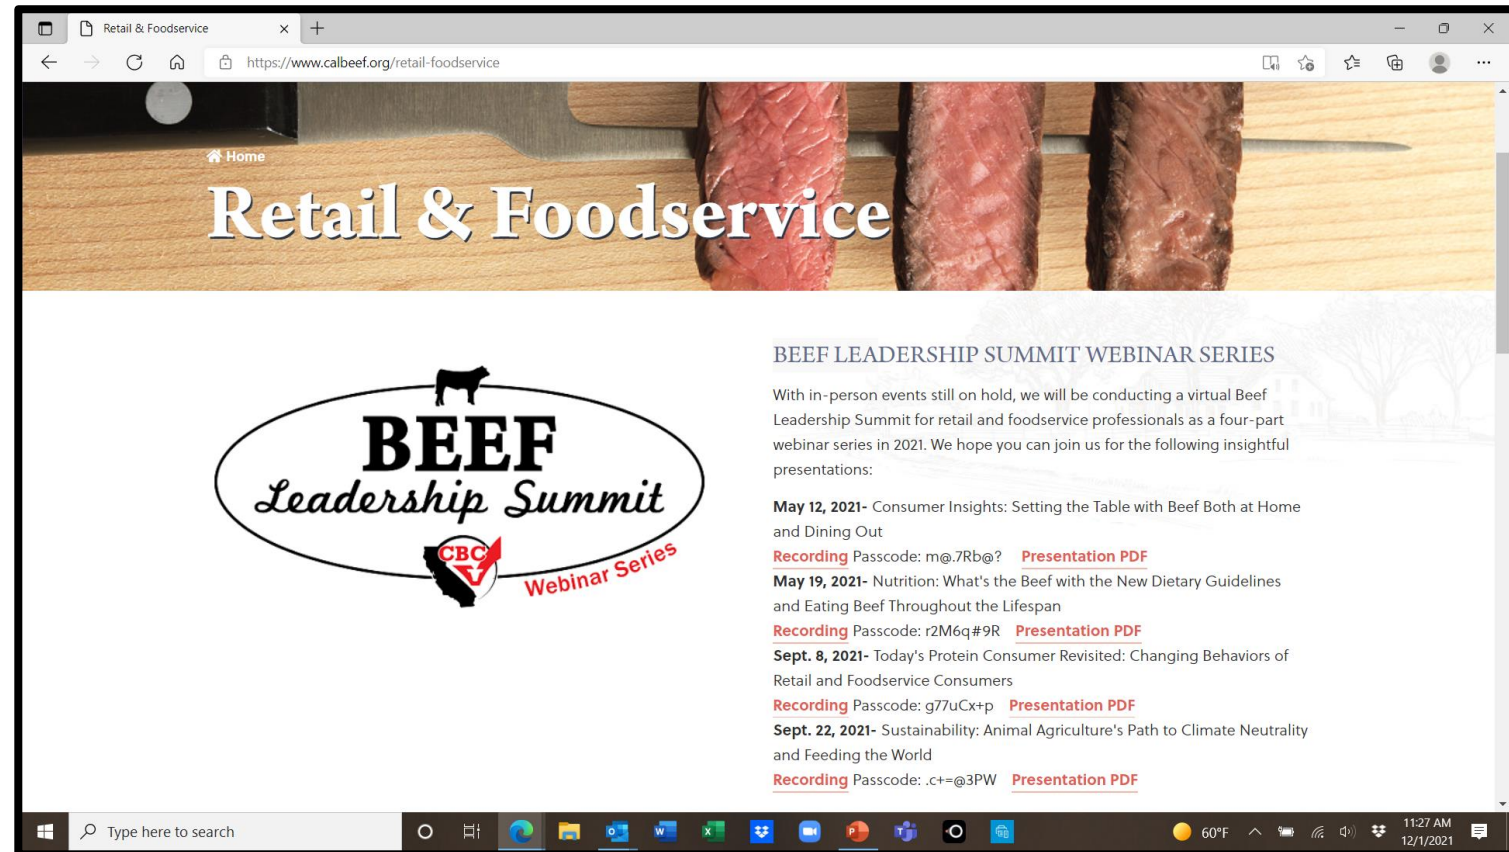 Retail & Foodservice
https://www.calbeef.org/retail-foodservice
Home
Retail & Foodservice
BEEF
Leadership Summit
CBC
Webinar Series
BEEF LEADERSHIP SUMMIT WEBINAR SERIES
With in-person events still on hold, we will be conducting a virtual Beef
Leadership Summit for retail and foodservice professionals as a four-part
webinar series in 2021. We hope you can join us for the following insightful
presentations:
May 12, 2021- Consumer Insights: Setting the Table with Beef Both at Home
and Dining Out
Recording Passcode: m@.7Rb@? Presentation PDF
May 19, 2021- Nutrition: What's the Beef with the New Dietary Guidelines
and Eating Beef Throughout the Lifespan
Recording Passcode: r2M6q#9R Presentation PDF
Sept. 8, 2021- Today's Protein Consumer Revisited: Changing Behaviors of
Retail and Foodservice Consumers
Recording Passcode: g77uCx+p Presentation PDF
Sept. 22, 2021- Sustainability: Animal Agriculture's Path to Climate Neutrality
and Feeding the World
Recording Passcode: .c+=@3PW Presentation PDF
Type here to search
60°F
11:27 AM
12/1/2021